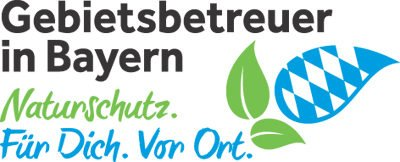 Gebietsbetreuer
in Bayern
Naturschutz.
Für Dich. Vor Ort.